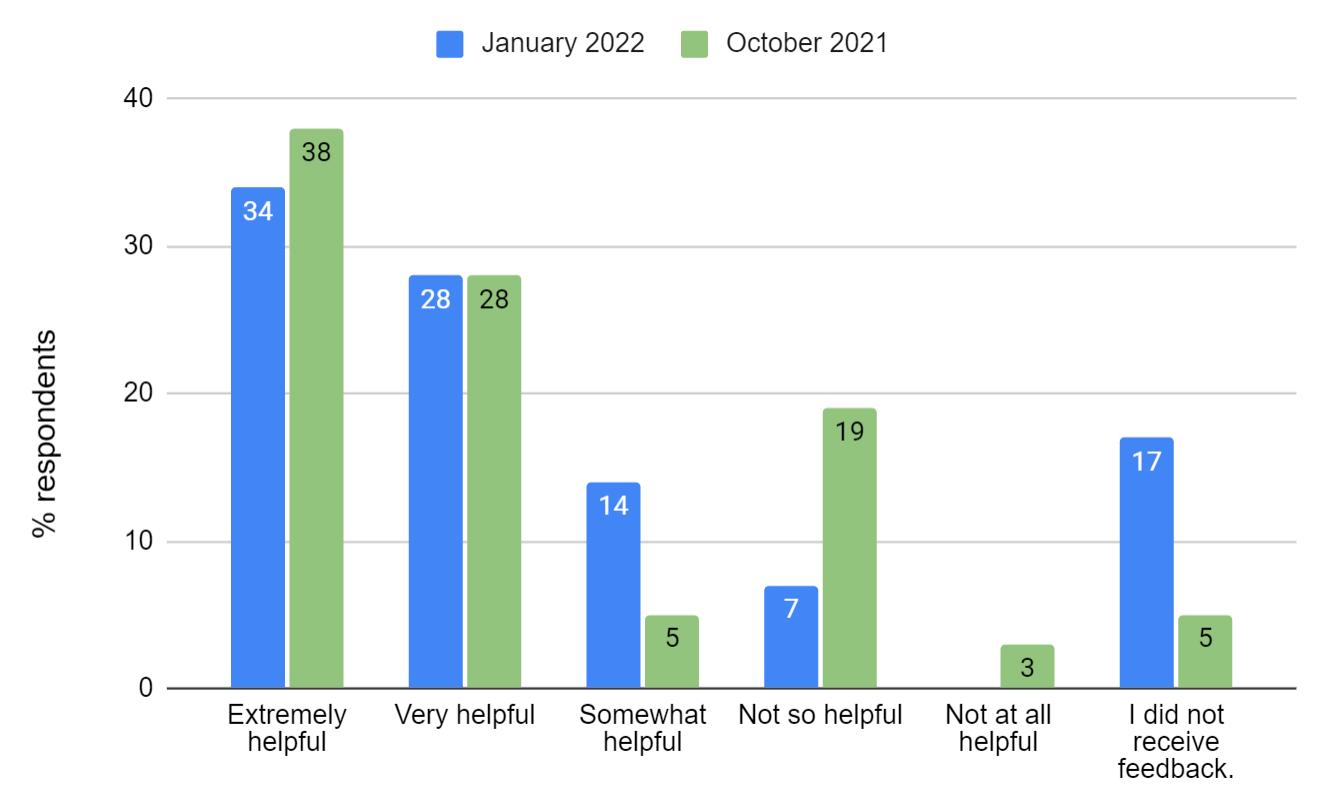 January 2022
October 2021
40
30
20
10
0
% respondents
34
38
28
28
14
5
7
19
3
17
5
Extremely
helpful
Very helpful
Somewhat
helpful
Not so helpful
Not at all
helpful
I did not
receive
feedback.